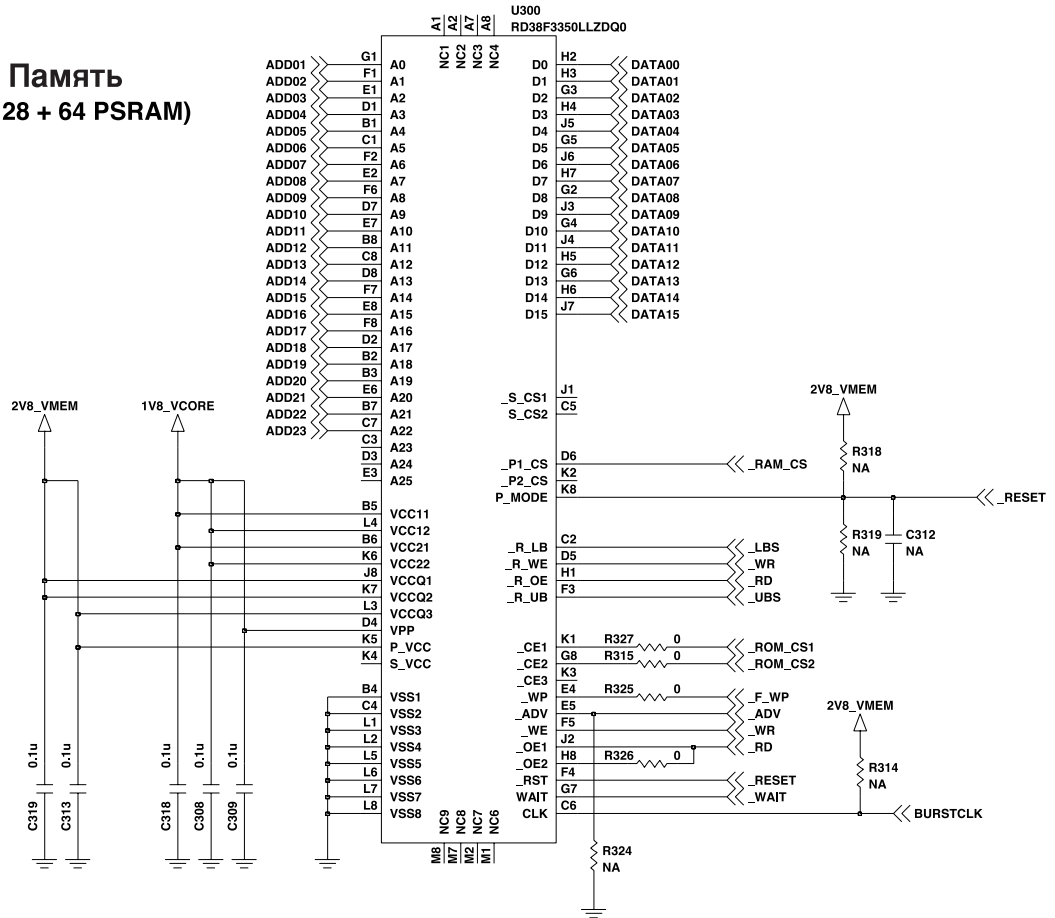 U300
RD38F3350LLZDQ0
A1 A2 A7 A8
NC1 NC2 NC3 NC4
Память
28 + 64 PSRAM)
ADD01 G1 A0
ADD02 F1 A1
ADD03 E1 A2
ADD04 D1 A3
ADD05 B1 A4
ADD06 C1 A5
ADD07 F2 A6
ADD08 E2 A7
ADD09 F6 A8
ADD10 D7 A9
ADD11 E7 A10
ADD12 B8 A11
ADD13 C8 A12
ADD14 D8 A13
ADD15 F7 A14
ADD16 E8 A15
ADD17 F8 A16
ADD18 D2 A17
ADD19 B2 A18
ADD20 B3 A19
ADD21 E6 A20
ADD22 B7 A21
ADD23 C7 A22
C3 A23
D3 A24
E3 A25
2V8_VMEM
1V8_VCORE
B5 VCC11
L4 VCC12
B6 VCC21
K6 VCC22
J8 VCCQ1
K7 VCCQ2
L3 VCCQ3
D4 VPP
K5 P_VCC
K4 S_VCC
B4 VSS1
C4 VSS2
L1 VSS3
L2 VSS4
L5 VSS5
L6 VSS6
L7 VSS7
L8 VSS8
C319 0.1u
C313 0.1u
C318 0.1u
C308 0.1u
C309 0.1u
D0 H2 DATA00
D1 H3 DATA01
D2 G3 DATA02
D3 H4 DATA03
D4 J5 DATA04
D5 G5 DATA05
D6 J6 DATA06
D7 H7 DATA07
D8 G2 DATA08
D9 J3 DATA09
D10 G4 DATA10
D11 J4 DATA11
D12 H5 DATA12
D13 G6 DATA13
D14 H6 DATA14
D15 J7 DATA15
_S_CS1 J1
S_CS2 C5
_P1_CS D6 _RAM_CS
_P2_CS K2
P_MODE K8 _RESET
2V8_VMEM
R318
NA
R319
NA
C312
NA
_R_LB C2 _LBS
_R_WE D5 _WR
_R_OE H1 _RD
_R_UB F3 _UBS
_CE1 K1 R327 0 _ROM_CS1
_CE2 G8 R315 0 _ROM_CS2
_CE3 K3
_WP E4 R325 0 _F_WP
_ADV E5 _ADV
_WE F5 _WR
_OE1 J2 _RD
_OE2 H8 R326 0
_RST F4 _RESET
WAIT G7 _WAIT
CLK C6 BURSTCLK
2V8_VMEM
R314
NA
R324
NA
NC9 NC8 NC7 NC6
M8 M7 M2 M1